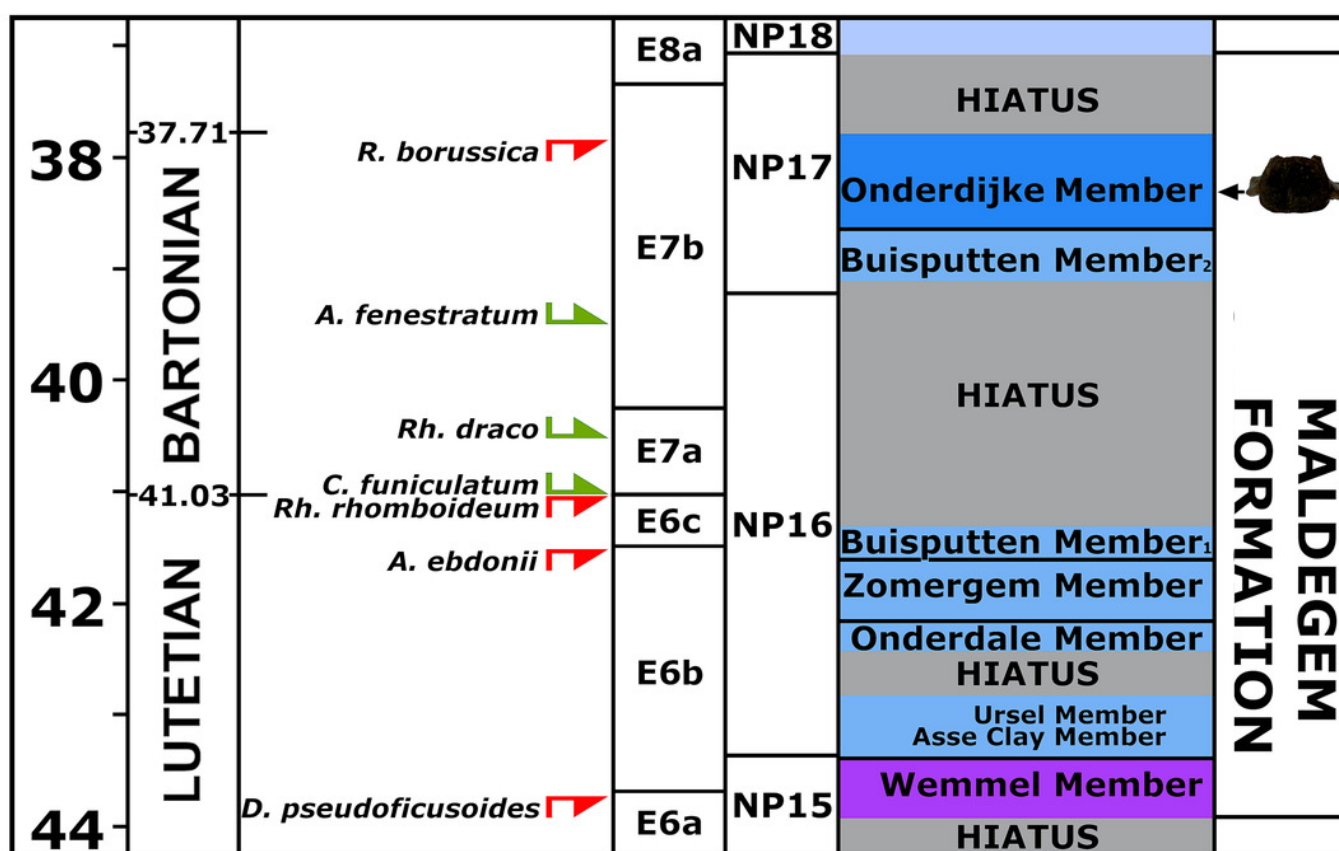 NP18
E8a
HIATUS
37.71
38
R. borussica
NP17
Onderdijke Member
E7b
Buisputten Member2
A. fenestratum
BARTONIAN
40
HIATUS
Rh. draco
E7a
C. funiculatum
41.03
Rh. rhomboideum
E6c
NP16
Buisputten Member1
A. ebdonii
Zomergem Member
42
Onderdale Member
LUTETIAN
E6b
HIATUS
Ursel Member
Asse Clay Member
Wemmel Member
D. pseudoficusoides
NP15
E6a
44
HIATUS
MALDEGEM
FORMATION